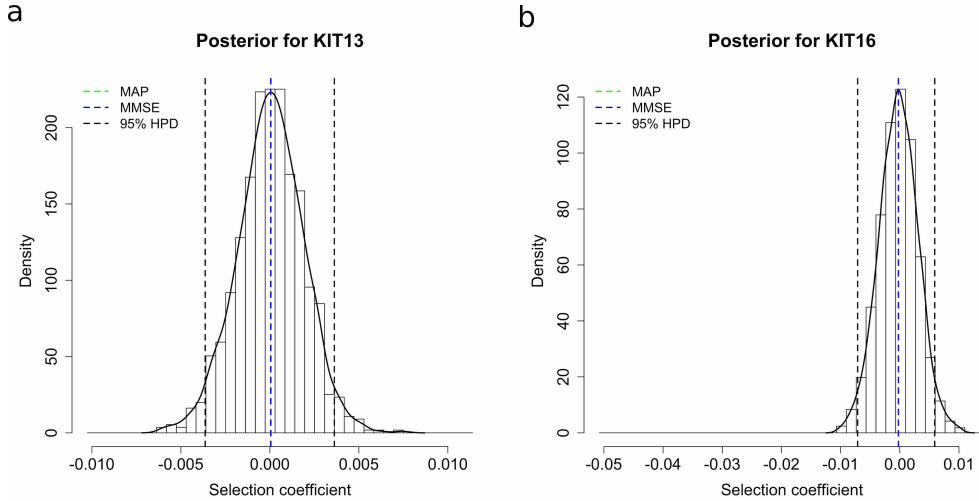 a
Posterior for KIT13
MAP
MMSE
95% HPD
200
150
100
50
0
Density
-0.010 -0.005 0.000 0.005 0.010
Selection coefficient
b
Posterior for KIT16
MAP
MMSE
95% HPD
120
100
80
60
40
20
0
Density
-0.05 -0.04 -0.03 -0.02 -0.01 0.00 0.01
Selection coefficient